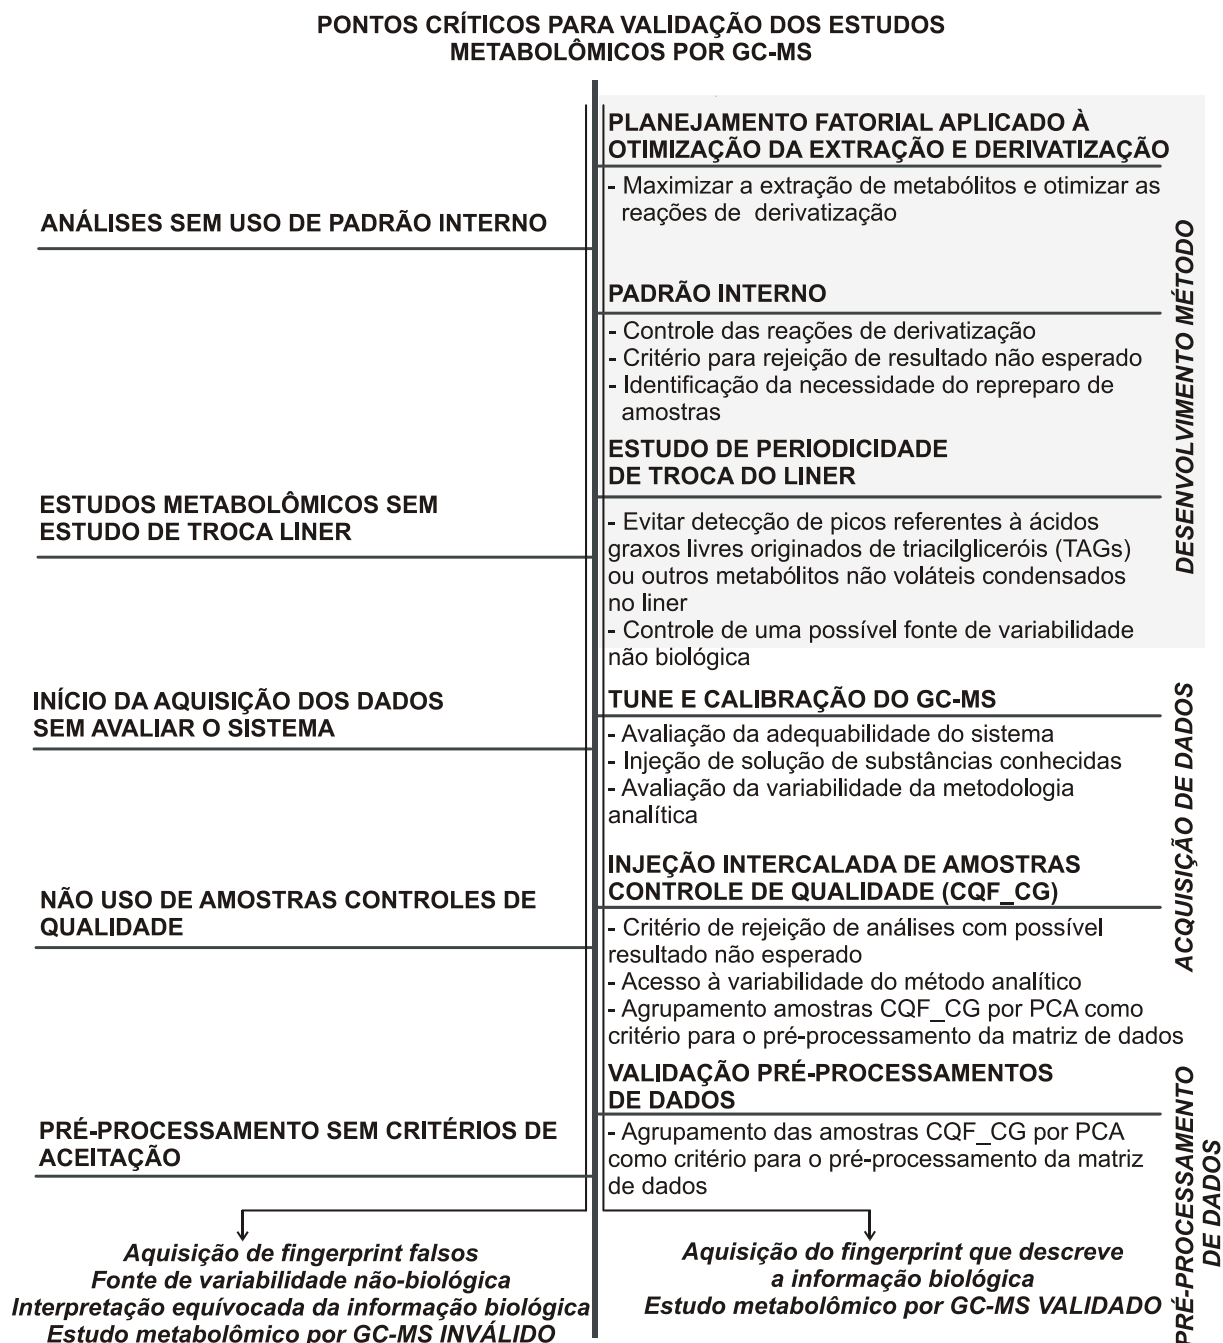 PONTOS CRÍTICOS PARA VALIDAÇÃO DOS ESTUDOS
METABOLÔMICOS POR GC-MS
ANÁLISES SEM USO DE PADRÃO INTERNO
ESTUDOS METABOLÔMICOS SEM
ESTUDO DE TROCA LINER
INÍCIO DA AQUISIÇÃO DOS DADOS
SEM AVALIAR O SISTEMA
NÃO USO DE AMOSTRAS CONTROLES DE
QUALIDADE
PRÉ-PROCESSAMENTO SEM CRITÉRIOS DE
ACEITAÇÃO
Aquisição de fingerprint falsos
Fonte de variabilidade não-biológica
Interpretação equívocada da informação biológica
Estudo metabolômico por GC-MS INVÁLIDO
PLANEJAMENTO FATORIAL APLICADO À
OTIMIZAÇÃO DA EXTRAÇÃO E DERIVATIZAÇÃO
- Maximizar a extração de metabólitos e otimizar as
reações de derivatização
PADRÃO INTERNO
- Controle das reações de derivatização
- Critério para rejeição de resultado não esperado
- Identificação da necessidade do repreparo de
amostras
ESTUDO DE PERIODICIDADE
DE TROCA DO LINER
- Evitar detecção de picos referentes à ácidos
graxos livres originados de triacilgliceróis (TAGs)
ou outros metabólitos não voláteis condensados
no liner
- Controle de uma possível fonte de variabilidade
não biológica
DESENVOLVIMENTO MÉTODO
TUNE E CALIBRAÇÃO DO GC-MS
- Avaliação da adequabilidade do sistema
- Injeção de solução de substâncias conhecidas
- Avaliação da variabilidade da metodologia
analítica
INJEÇÃO INTERCALADA DE AMOSTRAS
CONTROLE DE QUALIDADE (CQF_CG)
- Critério de rejeição de análises com possível
resultado não esperado
- Acesso à variabilidade do método analítico
- Agrupamento amostras CQF_CG por PCA como
critério para o pré-processamento da matriz de dados
ACQUISIÇÃO DE DADOS
VALIDAÇÃO PRÉ-PROCESSAMENTOS
DE DADOS
- Agrupamento das amostras CQF_CG por PCA
como critério para o pré-processamento da matriz
de dados
PRÉ-PROCESSAMENTO
DE DADOS
Aquisição do fingerprint que descreve
a informação biológica
Estudo metabolômico por GC-MS VALIDADO